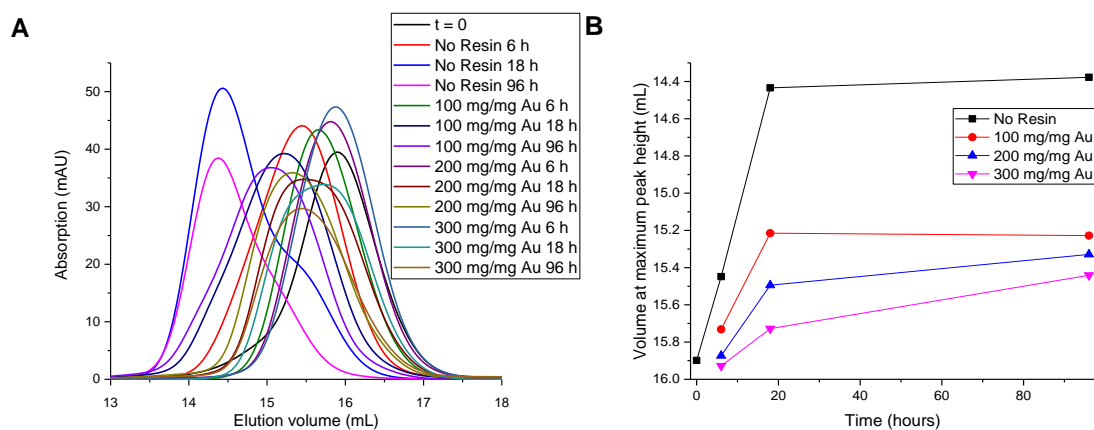 A
t = 0
No Resin 6 h
No Resin 18 h
No Resin 96 h
100 mg/mg Au 6 h
100 mg/mg Au 18 h
100 mg/mg Au 96 h
200 mg/mg Au 6 h
200 mg/mg Au 18 h
200 mg/mg Au 96 h
300 mg/mg Au 6 h
300 mg/mg Au 18 h
300 mg/mg Au 96 h
50
40
30
20
10
0
Absorption (mAU)
13 14 15 16 17 18
Elution volume (mL)
B
14.4
14.6
14.8
15.0
15.2
15.4
15.6
15.8
16.0
Volume at maximum peak height (mL)
No Resin
100 mg/mg Au
200 mg/mg Au
300 mg/mg Au
0 20 40 60 80
Time (hours)